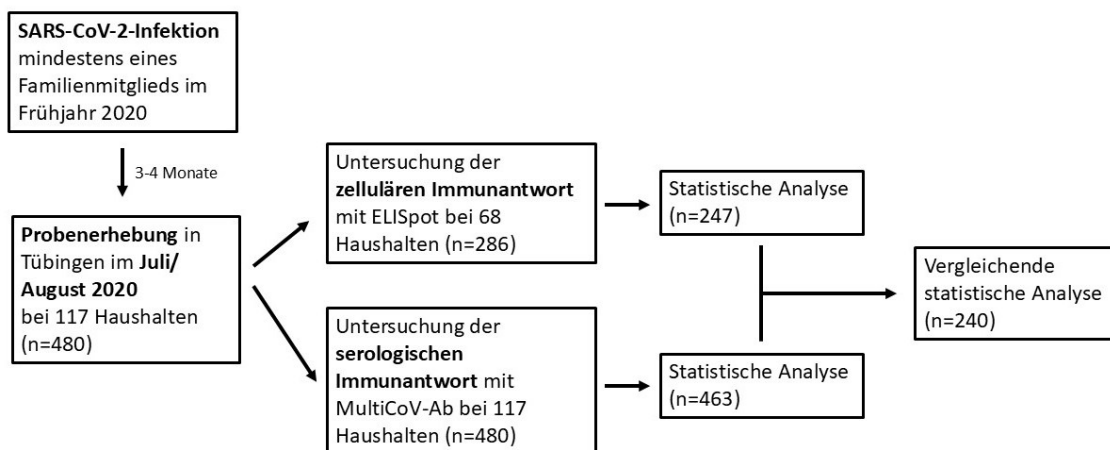 SARS-CoV-2-Infektion
mindestens eines
Familienmitglieds im
Frühjahr 2020
3-4 Monate
Probenerhebung in
Tübingen im Juli/
August 2020
bei 117 Haushalten
(n=480)
Untersuchung der
zellulären Immunantwort
mit ELISpot bei 68
Haushalten (n=286)
Untersuchung der
serologischen
Immunantwort mit
MultiCoV-Ab bei 117
Haushalten (n=480)
Statistische Analyse
(n=247)
Statistische Analyse
(n=463)
Vergleichende
statistische Analyse
(n=240)